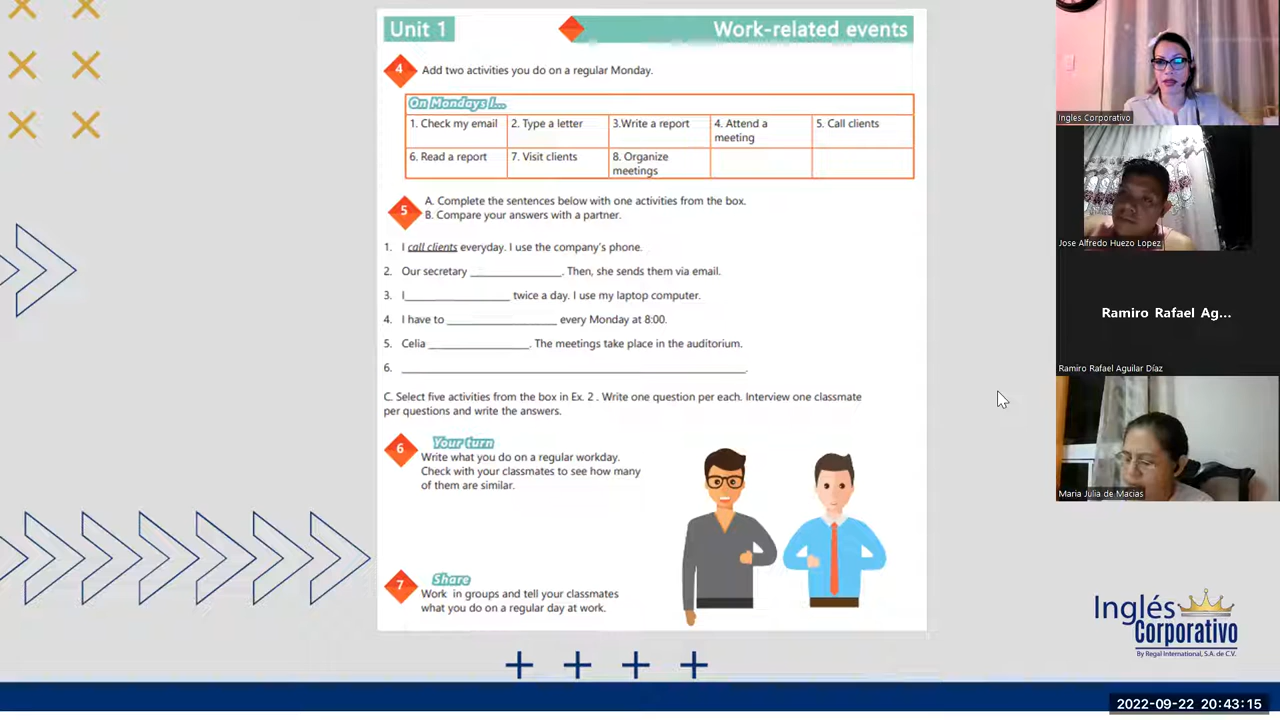 Unit 1
Work-related events
4
Add two activities you do on a regular Monday.
On Mondays I...
1. Check my email
2. Type a letter
3.Write a report
4. Attend a
meeting
5. Call clients
6. Read a report
7. Visit clients
8. Organize
meetings
5
A. Complete the sentences below with one activities from the box.
B. Compare your answers with a partner.
1. I call clients everyday. I use the company's phone.
2. Our secretary _______________. Then, she sends them via email.
3. I_________________ twice a day. I use my laptop computer.
4. I have to __________________ every Monday at 8:00.
5. Celia ________________. The meetings take place in the auditorium.
6. _________________________________________________________.
C. Select five activities from the box in Ex. 2 . Write one question per each. Interview one classmate
per questions and write the answers.
6
Your turn
Write what you do on a regular workday.
Check with your classmates to see how many
of them are similar.
7
Share
Work in groups and tell your classmates
what you do on a regular day at work.
Ingles Corporativo
Jose Alfredo Huezo Lopez
Ramiro Rafael Ag...
Ramiro Rafael Aguilar Díaz
Maria Julia de Macias
Inglés
Corporativo
By Regal International, S.A. de C.V.
2022-09-22 20:43:15